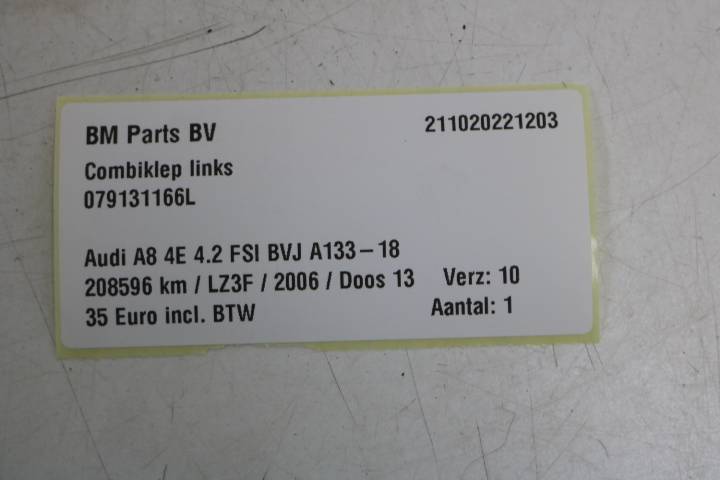 BM Parts BV 211020221203
Combiklep links
079131166L
Audi A8 4E 4.2 FSI BVJ A133-18
208596 km / LZ3F / 2006 / Doos 13 Verz: 10
35 Euro incl. BTW Aantal: 1